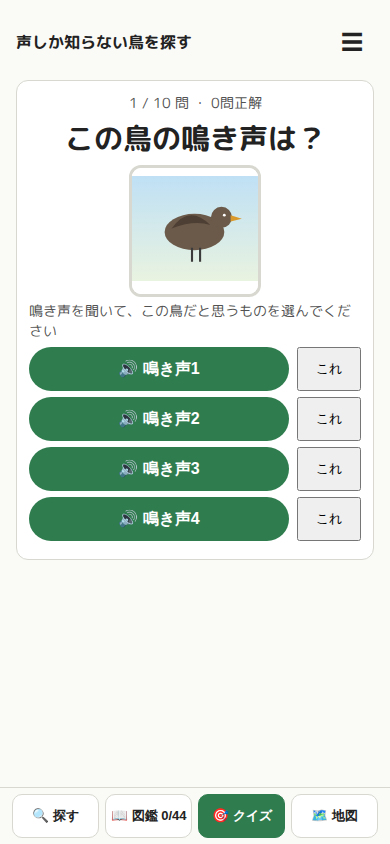 声しか知らない鳥を探す
1 / 10 問 · 0問正解
この鳥の鳴き声は？
鳴き声を聞いて、この鳥だと思うものを選んでくだ
さい
🔊 鳴き声1
これ
🔊 鳴き声2
これ
🔊 鳴き声3
これ
🔊 鳴き声4
これ
🔍 探す
📖 図鑑 0/44
🎯 クイズ
🗺️ 地図